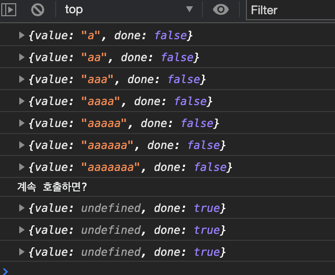 top
Filter
{value: "a", done: false}
{value: "aa", done: false}
{value: "aaa", done: false}
{value: "aaaa", done: false}
{value: "aaaaa", done: false}
{value: "aaaaaa", done: false}
{value: "aaaaaaa", done: false}
계속 호출하면?
{value: undefined, done: true}
{value: undefined, done: true}
{value: undefined, done: true}